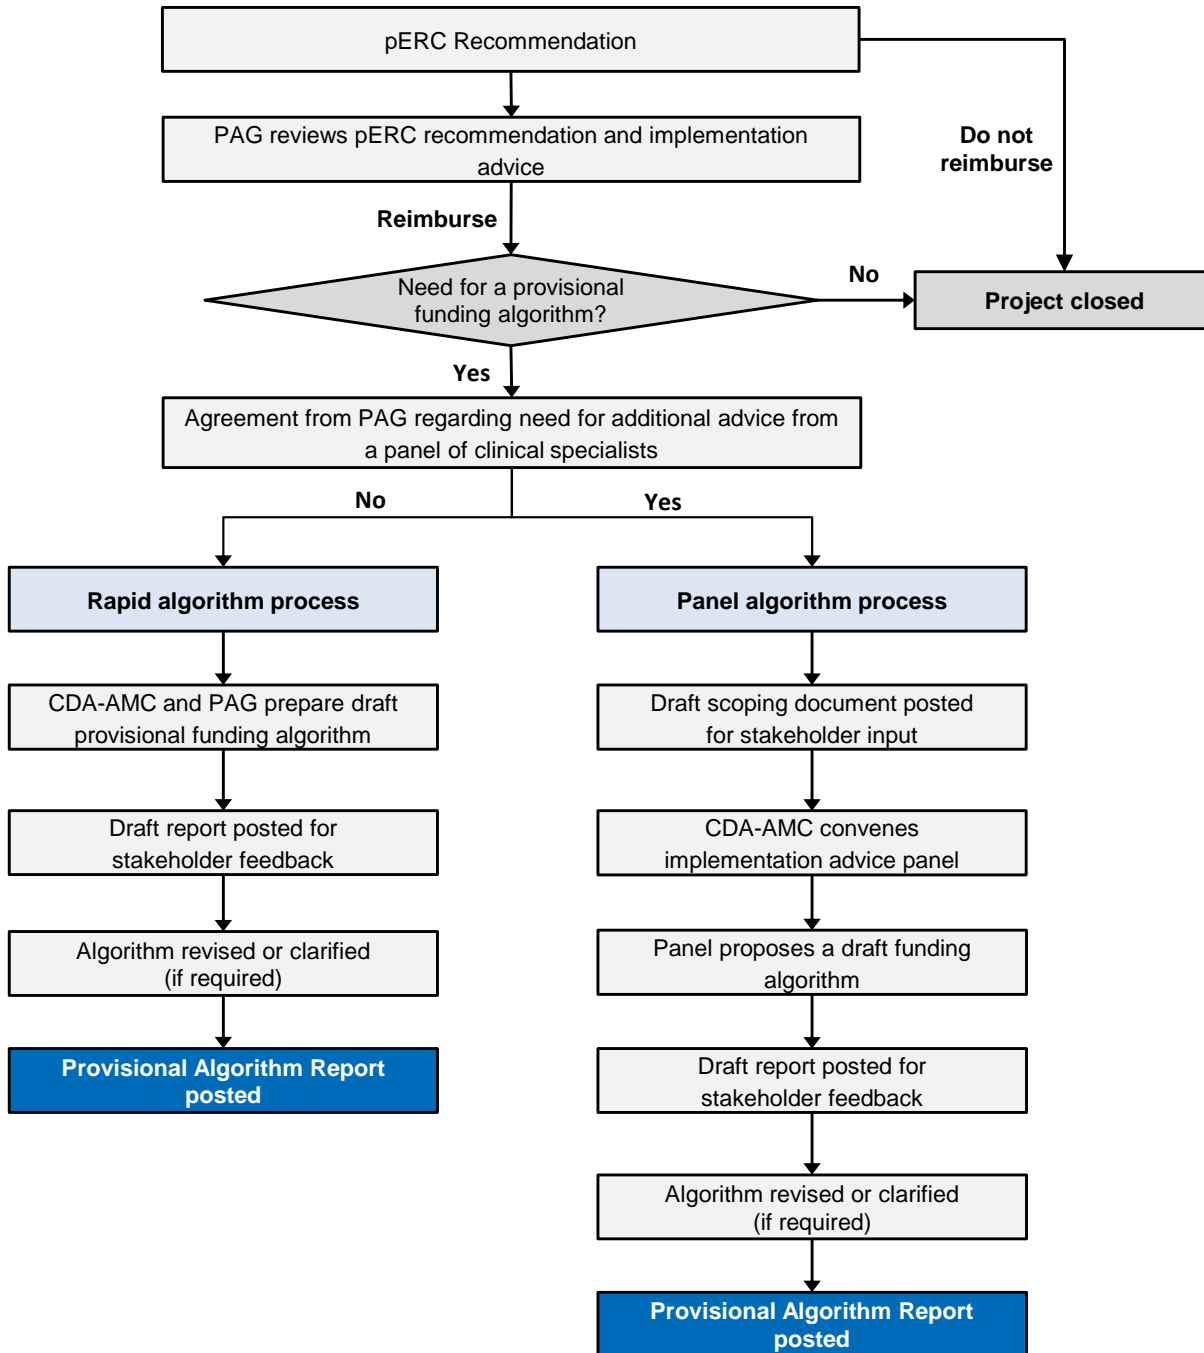 pERC Recommendation
PAG reviews pERC recommendation and implementation
advice
Do not
reimburse
Reimburse
Need for a provisional
funding algorithm?
No
Project closed
Yes
Agreement from PAG regarding need for additional advice from
a panel of clinical specialists
No
Yes
Rapid algorithm process
CDA-AMC and PAG prepare draft
provisional funding algorithm
Draft report posted for
stakeholder feedback
Algorithm revised or clarified
(if required)
Provisional Algorithm Report
posted
Panel algorithm process
Draft scoping document posted
for stakeholder input
CDA-AMC convenes
implementation advice panel
Panel proposes a draft funding
algorithm
Draft report posted for
stakeholder feedback
Algorithm revised or clarified
(if required)
Provisional Algorithm Report
posted